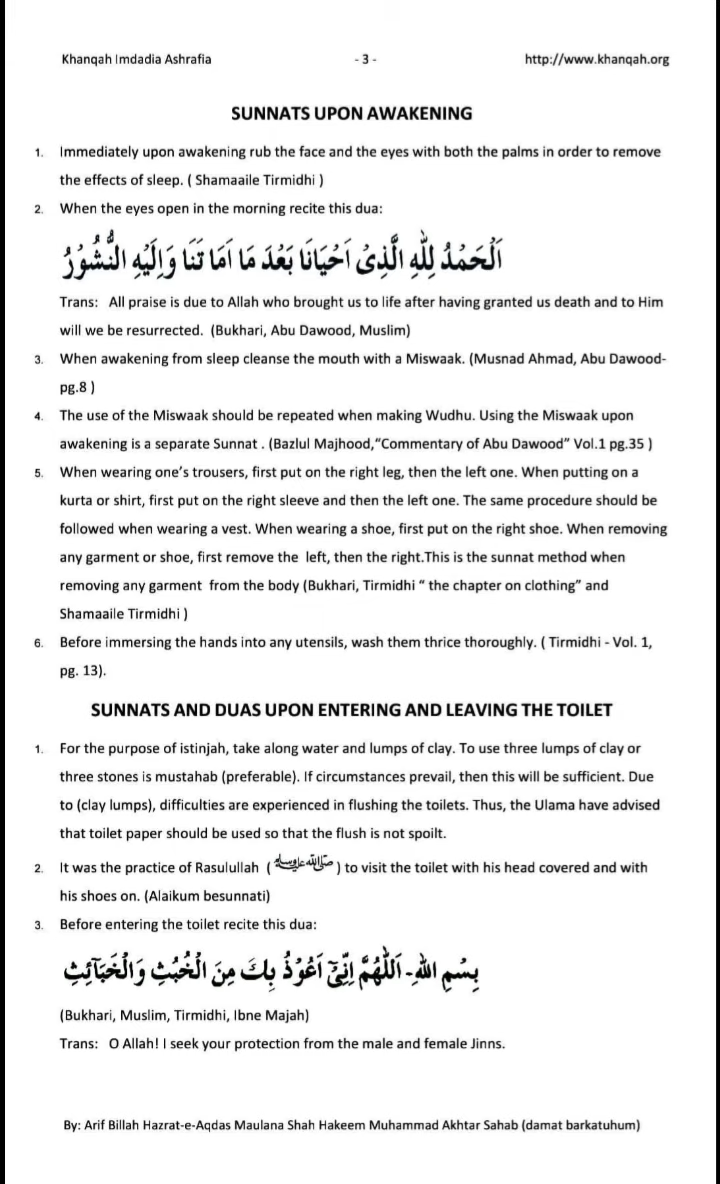 Khanqah Imdadia Ashrafia - 3 - http://www.khanqah.org
SUNNATS UPON AWAKENING
1. Immediately upon awakening rub the face and the eyes with both the palms in order to remove
the effects of sleep. ( Shamaaile Tirmidhi )
2. When the eyes open in the morning recite this dua:
اَلْحَمْدُ لِلّٰهِ الَّذِیْ اَحْيَانَا بَعْدَ مَا اَمَا تَنَا وَاِلَيْهِ النُّشُوْرُ
Trans: All praise is due to Allah who brought us to life after having granted us death and to Him
will we be resurrected. (Bukhari, Abu Dawood, Muslim)
3. When awakening from sleep cleanse the mouth with a Miswaak. (Musnad Ahmad, Abu Dawood-
pg.8 )
4. The use of the Miswaak should be repeated when making Wudhu. Using the Miswaak upon
awakening is a separate Sunnat . (Bazlul Majhood,“Commentary of Abu Dawood” Vol.1 pg.35 )
5. When wearing one’s trousers, first put on the right leg, then the left one. When putting on a
kurta or shirt, first put on the right sleeve and then the left one. The same procedure should be
followed when wearing a vest. When wearing a shoe, first put on the right shoe. When removing
any garment or shoe, first remove the left, then the right.This is the sunnat method when
removing any garment from the body (Bukhari, Tirmidhi “ the chapter on clothing” and
Shamaaile Tirmidhi )
6. Before immersing the hands into any utensils, wash them thrice thoroughly. ( Tirmidhi - Vol. 1,
pg. 13).
SUNNATS AND DUAS UPON ENTERING AND LEAVING THE TOILET
1. For the purpose of istinjah, take along water and lumps of clay. To use three lumps of clay or
three stones is mustahab (preferable). If circumstances prevail, then this will be sufficient. Due
to (clay lumps), difficulties are experienced in flushing the toilets. Thus, the Ulama have advised
that toilet paper should be used so that the flush is not spoilt.
2. It was the practice of Rasulullah ( صلى الله عليه وسلم ) to visit the toilet with his head covered and with
his shoes on. (Alaikum besunnati)
3. Before entering the toilet recite this dua:
بِسْمِ اللهِ۔ اَللّٰهُمَّ اِنِّیْٓ اَعُوْذُ بِكَ مِنَ الْخُبُثِ وَالْخَبَآئِثِ
(Bukhari, Muslim, Tirmidhi, Ibne Majah)
Trans: O Allah! I seek your protection from the male and female Jinns.
By: Arif Billah Hazrat-e-Aqdas Maulana Shah Hakeem Muhammad Akhtar Sahab (damat barkatuhum)